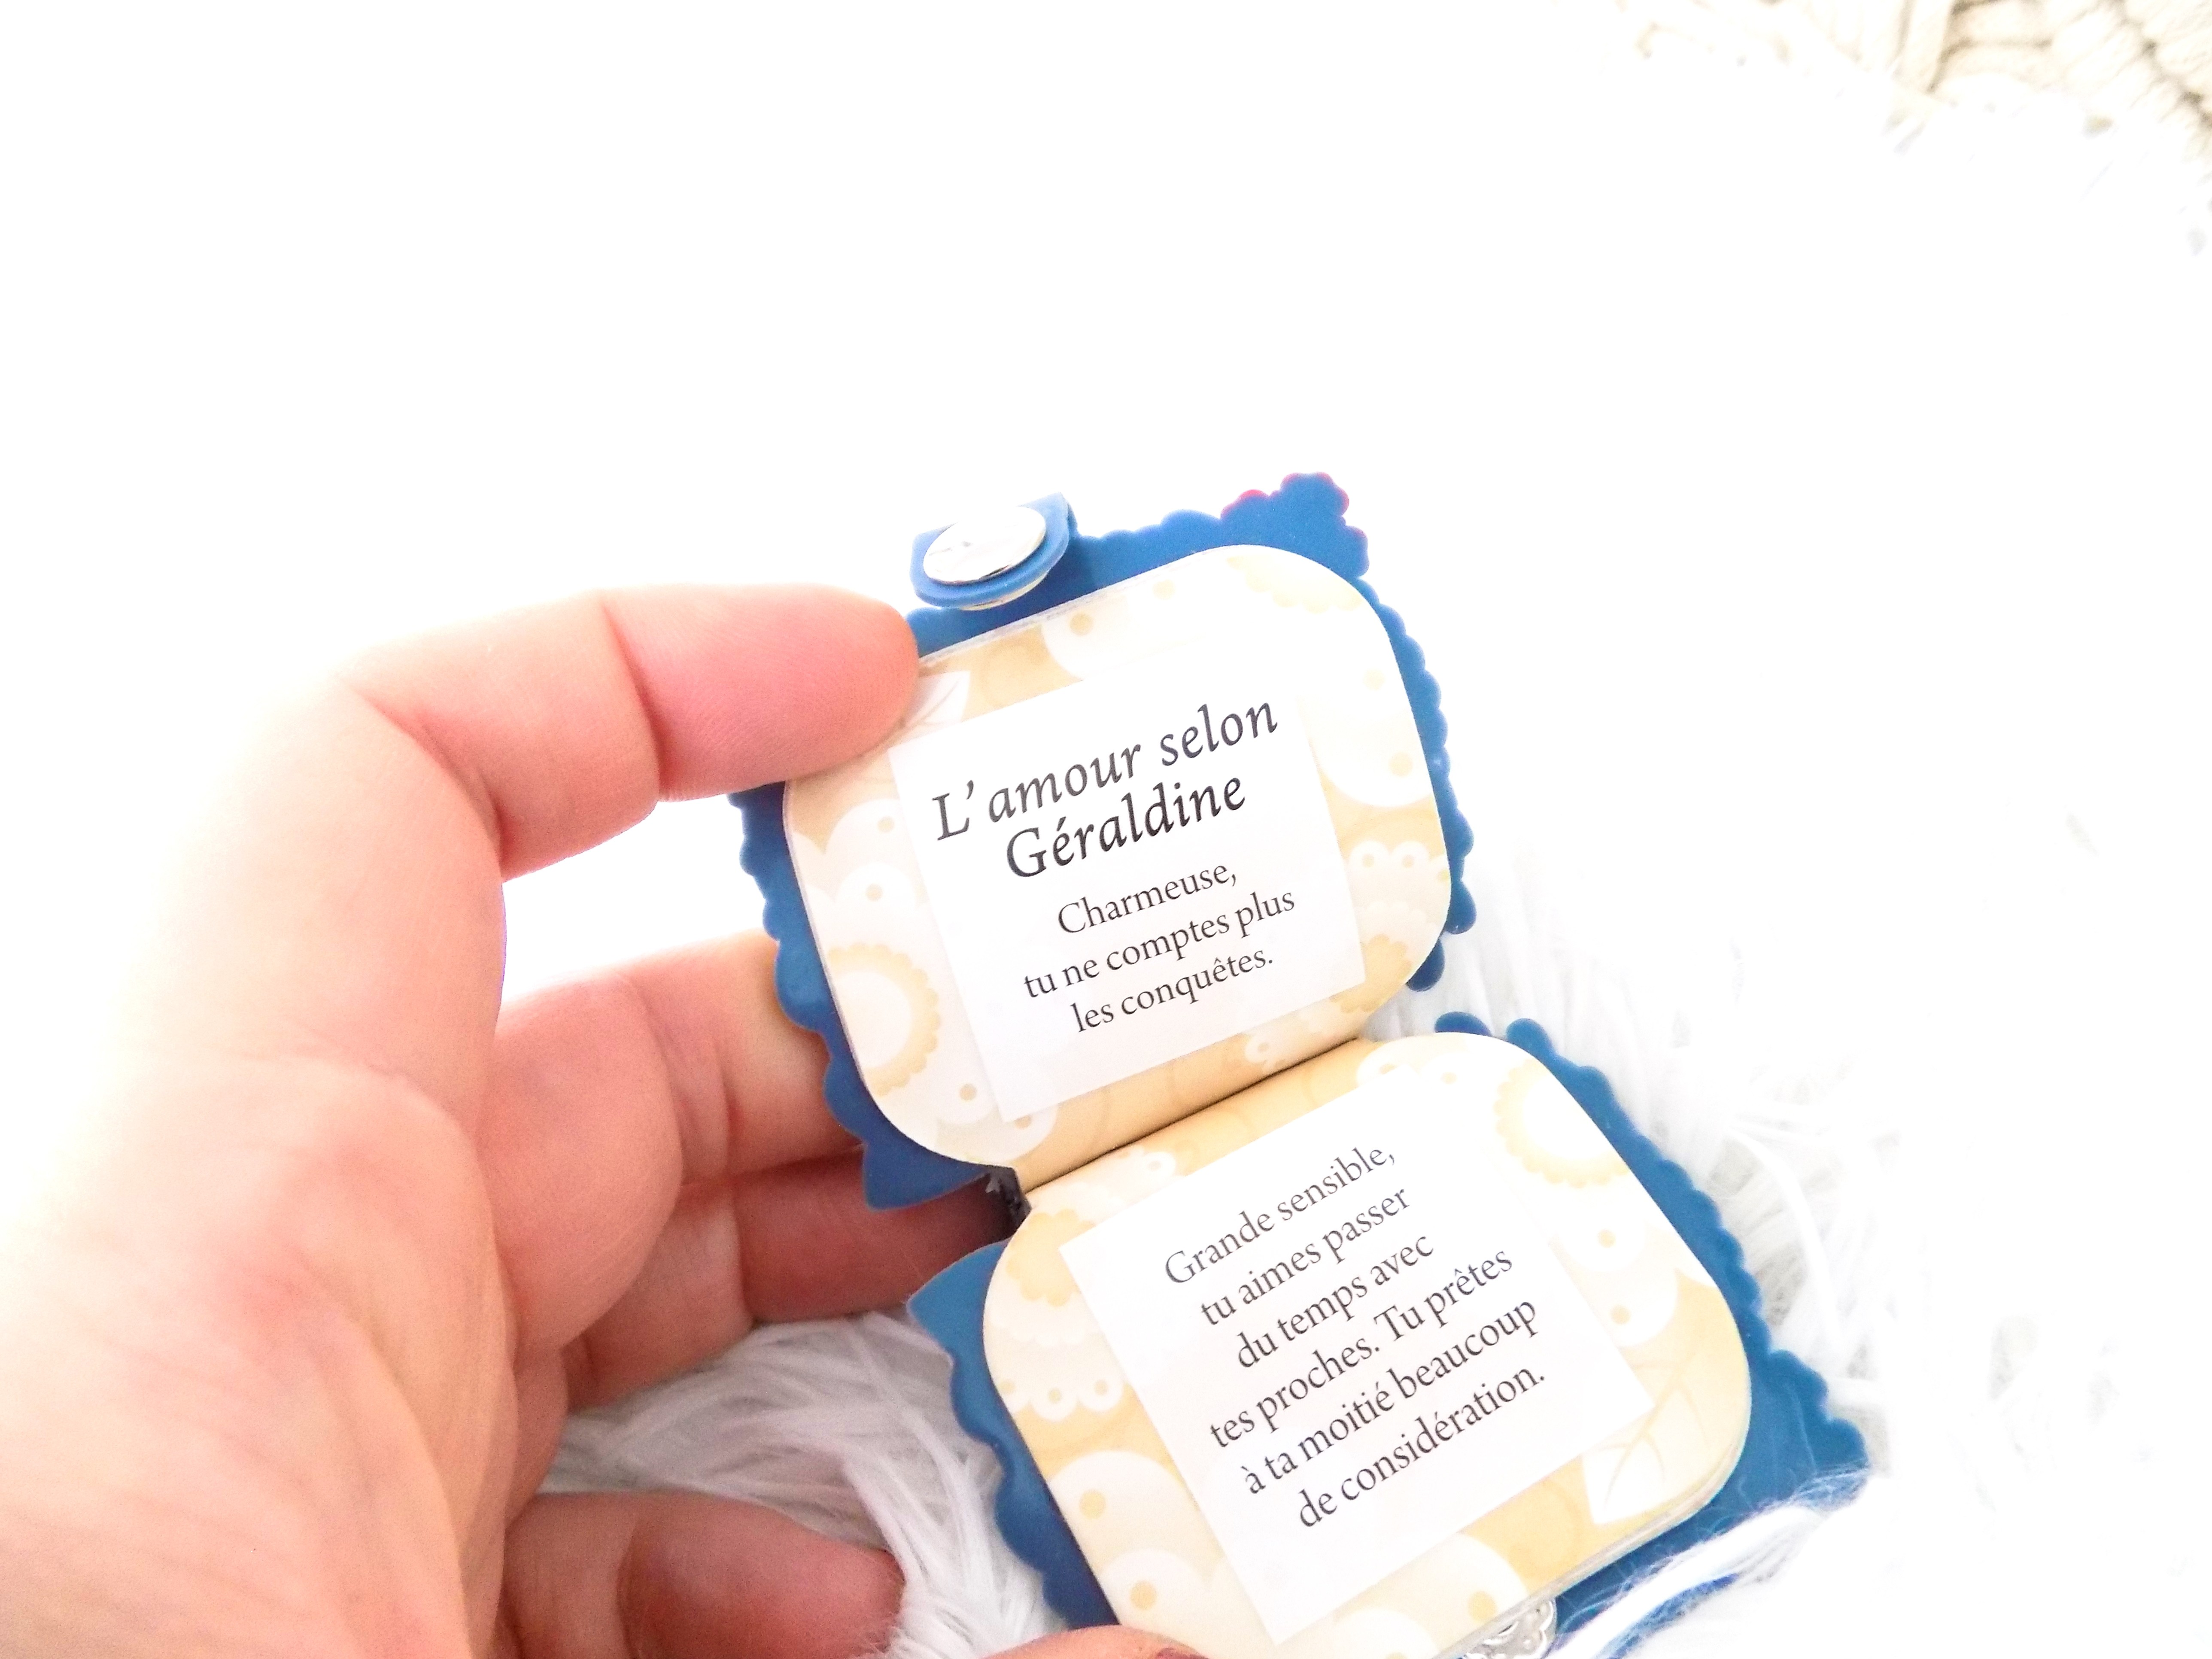 L'amour selon
Géraldine
Charmeuse,
tu ne comptes plus
les conquêtes.
Grande sensible,
tu aimes passer
du temps avec
tes proches. Tu prêtes
à ta moitié beaucoup
de considération.